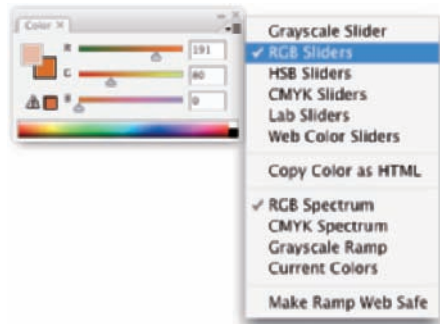 Color ×
R 191
G 80
B 0
Grayscale Slider
✓ RGB Sliders
HSB Sliders
CMYK Sliders
Lab Sliders
Web Color Sliders
Copy Color as HTML
✓ RGB Spectrum
CMYK Spectrum
Grayscale Ramp
Current Colors
Make Ramp Web Safe